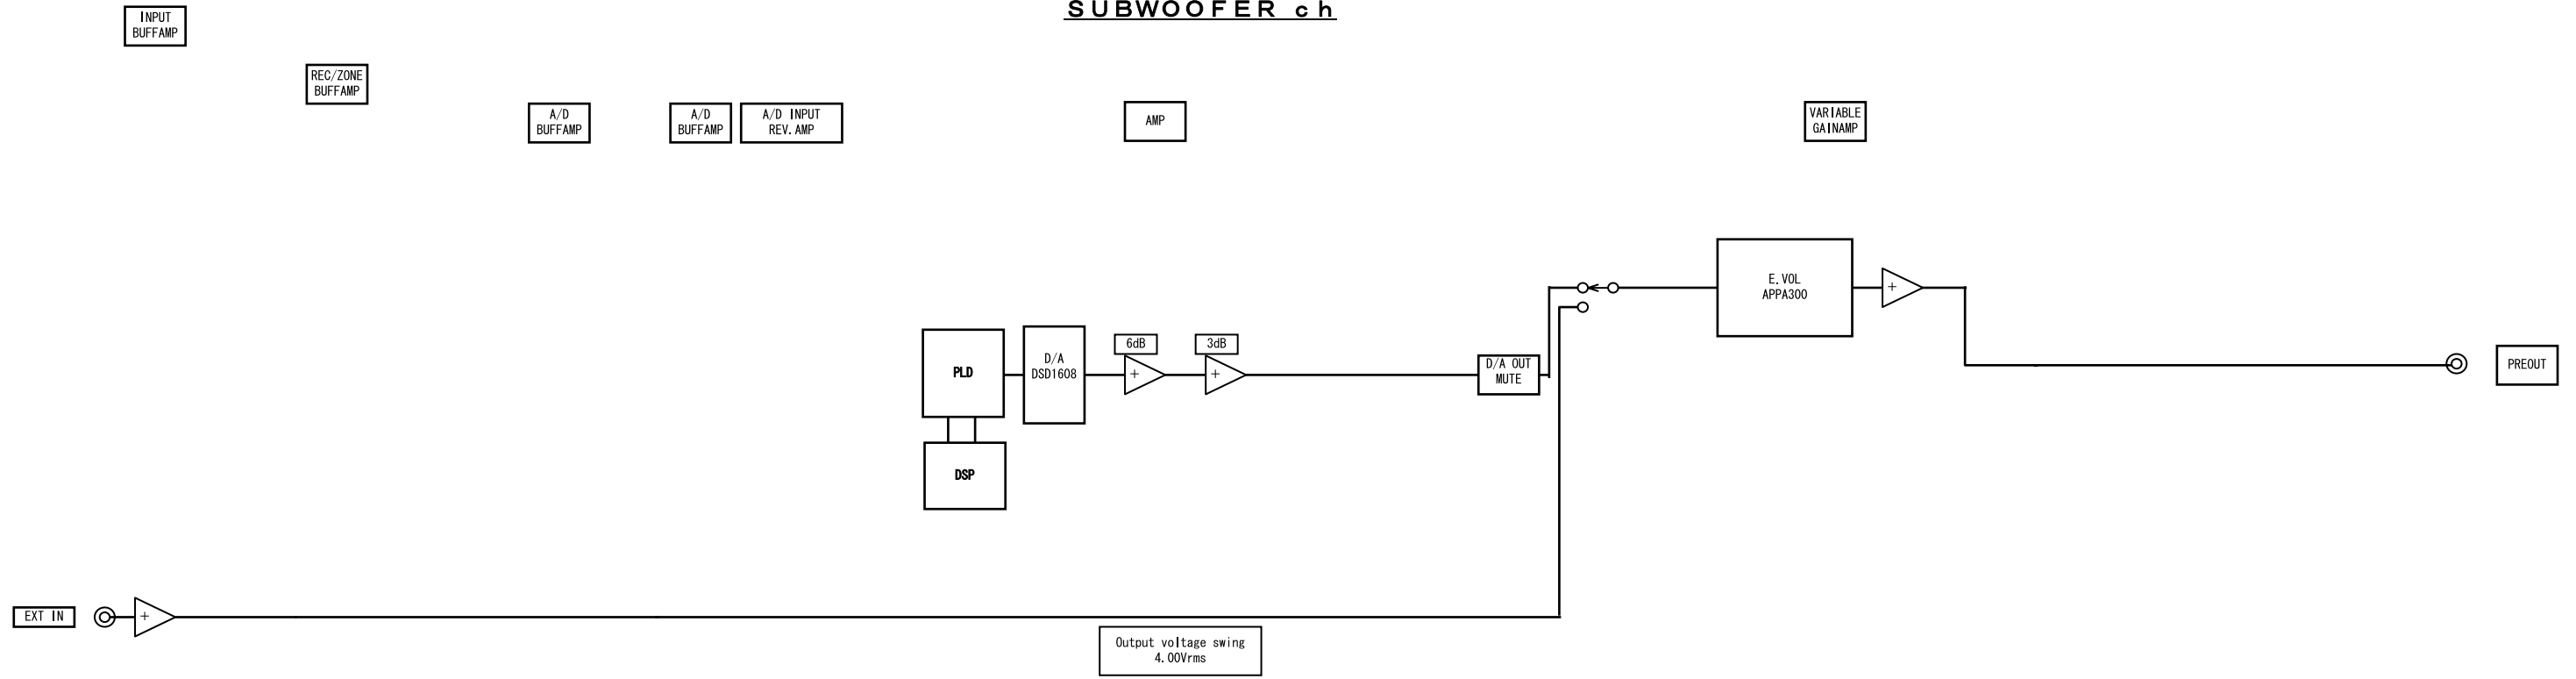 SUBWOOFER ch
INPUT
BUFFAMP
REC/ZONE
BUFFAMP
A/D
BUFFAMP
A/D
BUFFAMP
A/D INPUT
REV.AMP
AMP
VARIABLE
GAINAMP
E.VOL
APPA300
+
PLD
D/A
DSD1608
6dB
+
3dB
+
D/A OUT
MUTE
PREOUT
DSP
EXT IN
+
Output voltage swing
4.00Vrms